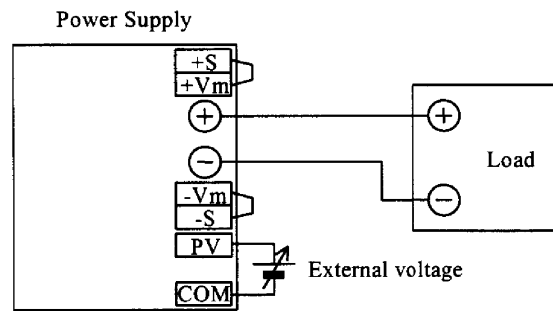 Power Supply
+S
+Vm
+
+
-
Load
-Vm
-
-S
PV
External voltage
COM